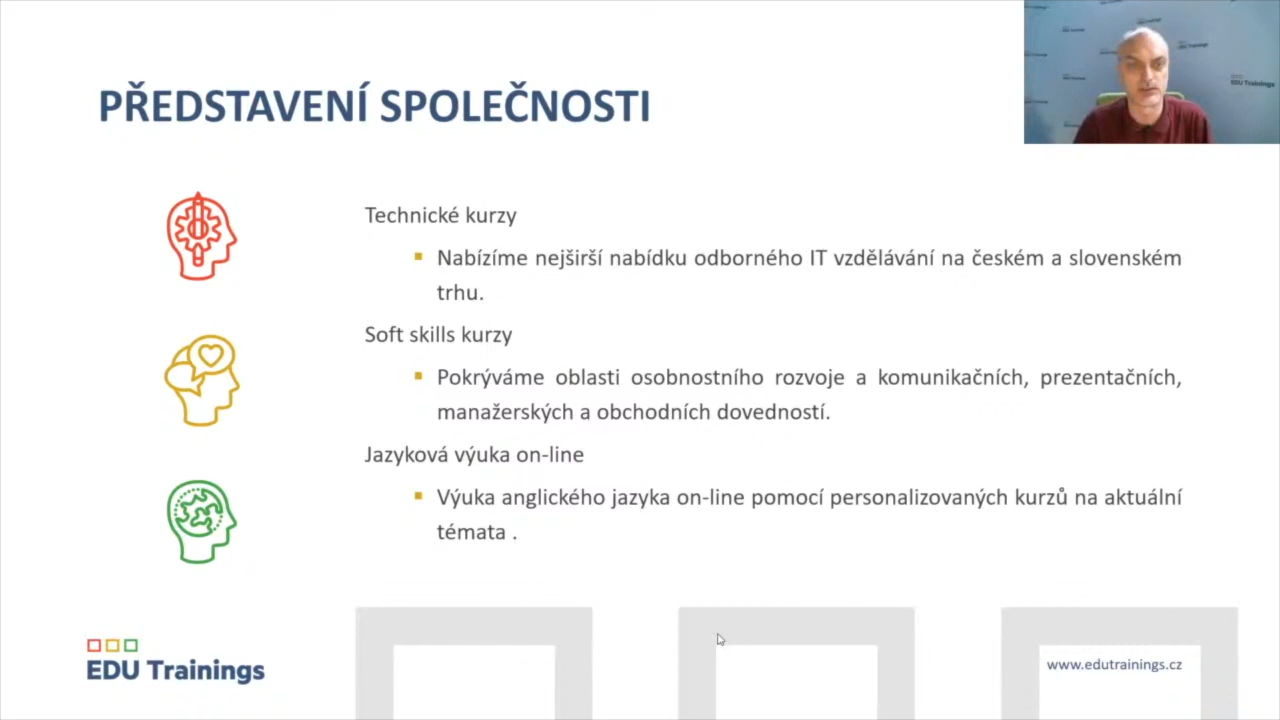 PŘEDSTAVENÍ SPOLEČNOSTI
Technické kurzy
Nabízíme nejširší nabídku odborného IT vzdělávání na českém a slovenském
trhu.
Soft skills kurzy
Pokrýváme oblasti osobnostního rozvoje a komunikačních, prezentačních,
manažerských a obchodních dovedností.
Jazyková výuka on-line
Výuka anglického jazyka on-line pomocí personalizovaných kurzů na aktuální
témata .
EDU Trainings
www.edutrainings.cz
EDU Trainings